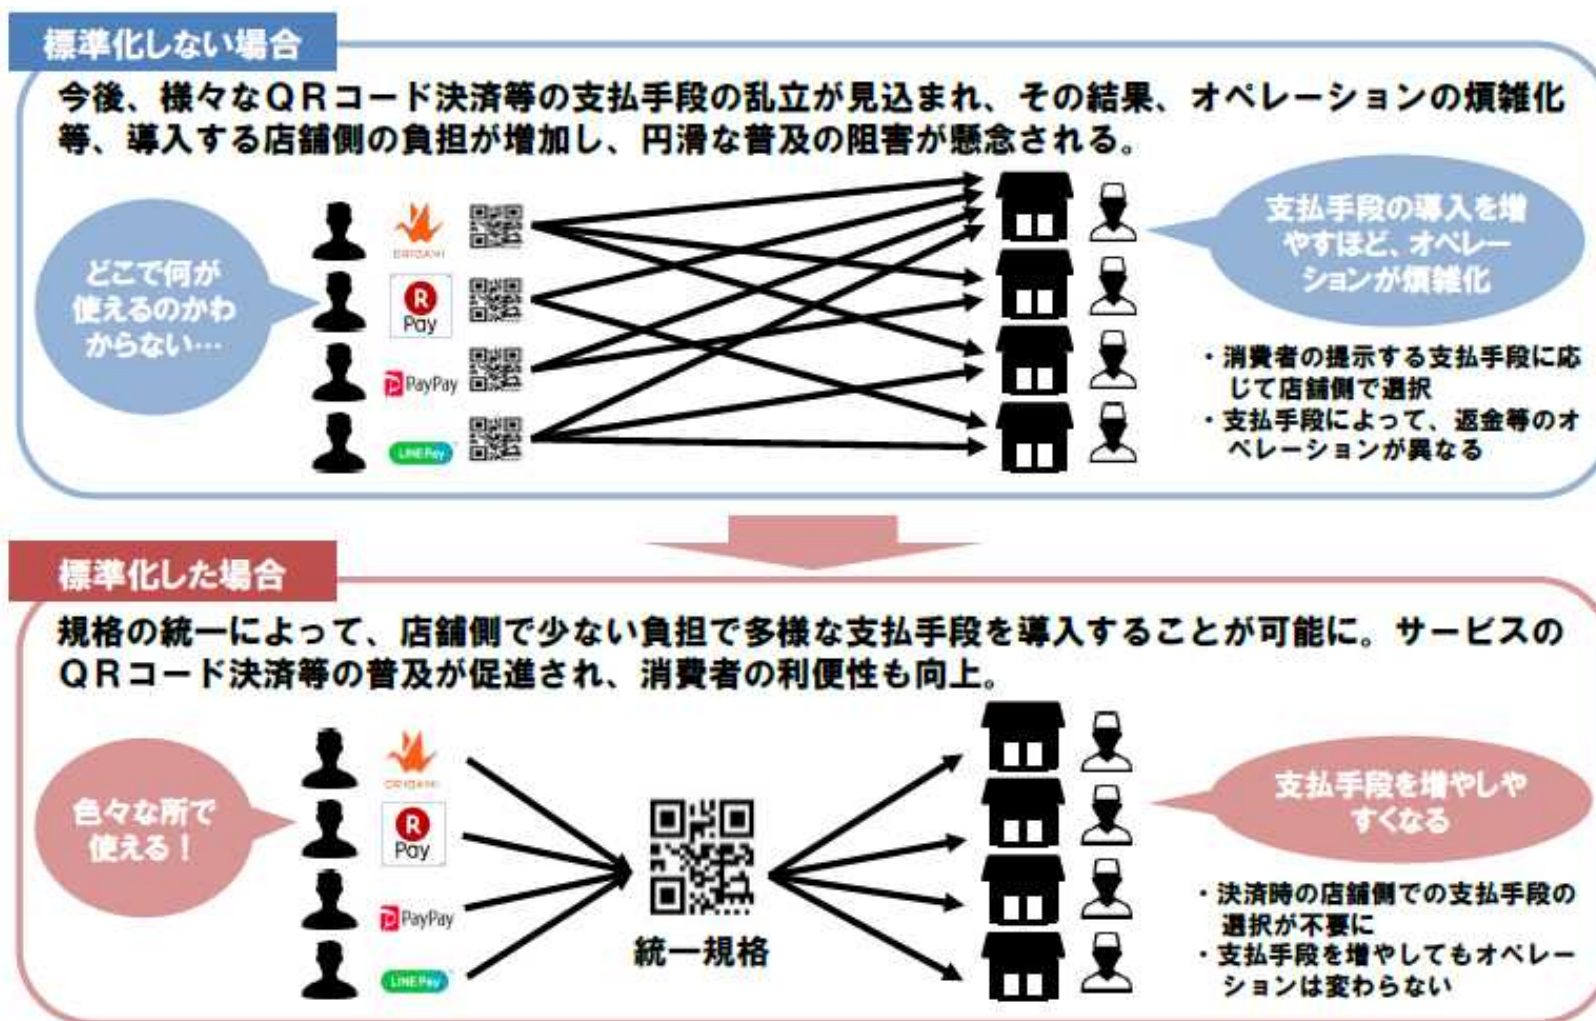 標準化しない場合
今後、様々なQRコード決済等の支払手段の乱立が見込まれ、その結果、オペレーションの煩雑化
等、導入する店舗側の負担が増加し、円滑な普及の阻害が懸念される。
どこで何が
使えるのかわ
からない…
ORIGAMI
R
Pay
PayPay
LINE Pay
支払手段の導入を増
やすほど、オペレー
ションが煩雑化
・消費者の提示する支払手段に応
じて店舗側で選択
・支払手段によって、返金等のオ
ペレーションが異なる
標準化した場合
規格の統一によって、店舗側で少ない負担で多様な支払手段を導入することが可能に。サービスの
QRコード決済等の普及が促進され、消費者の利便性も向上。
色々な所で
使える！
ORIGAMI
R
Pay
PayPay
LINE Pay
統一規格
支払手段を増やしや
すくなる
・決済時の店舗側での支払手段の
選択が不要に
・支払手段を増やしてもオペレー
ションは変わらない